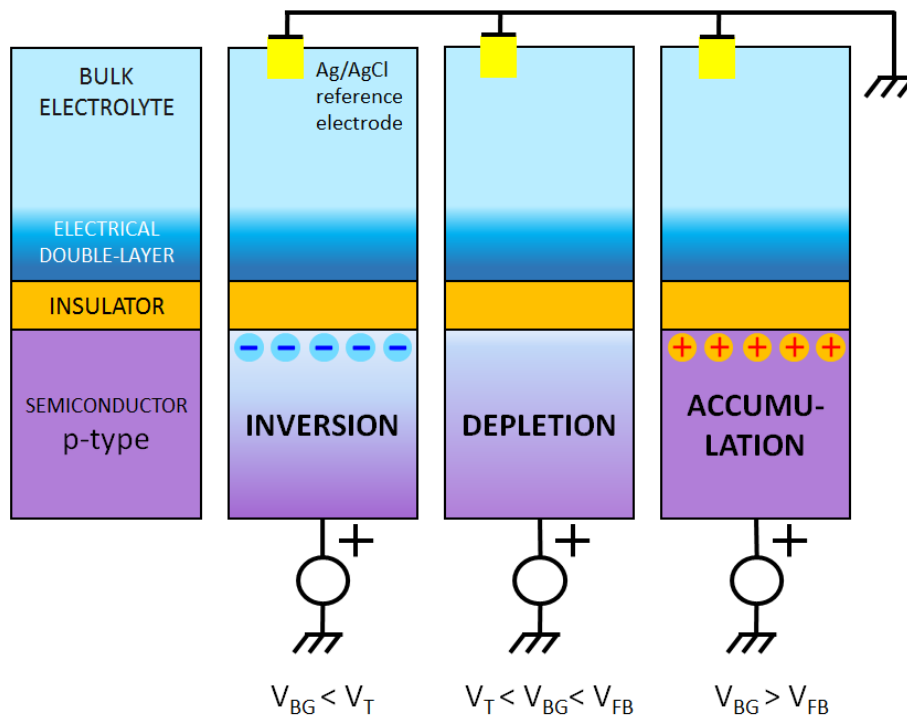 BULK
ELECTROLYTE
ELECTRICAL
DOUBLE-LAYER
INSULATOR
SEMICONDUCTOR
p-type
Ag/AgCl
reference
electrode
− − − − −
INVERSION
+
V_BG < V_T
DEPLETION
+
V_T < V_BG < V_FB
+ + + + +
ACCUMU-
LATION
+
V_BG > V_FB